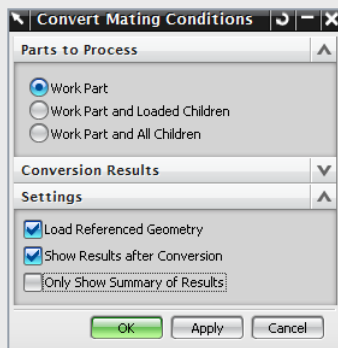 Convert Mating Conditions
Parts to Process
Work Part
Work Part and Loaded Children
Work Part and All Children
Conversion Results
Settings
Load Referenced Geometry
Show Results after Conversion
Only Show Summary of Results
OK Apply Cancel